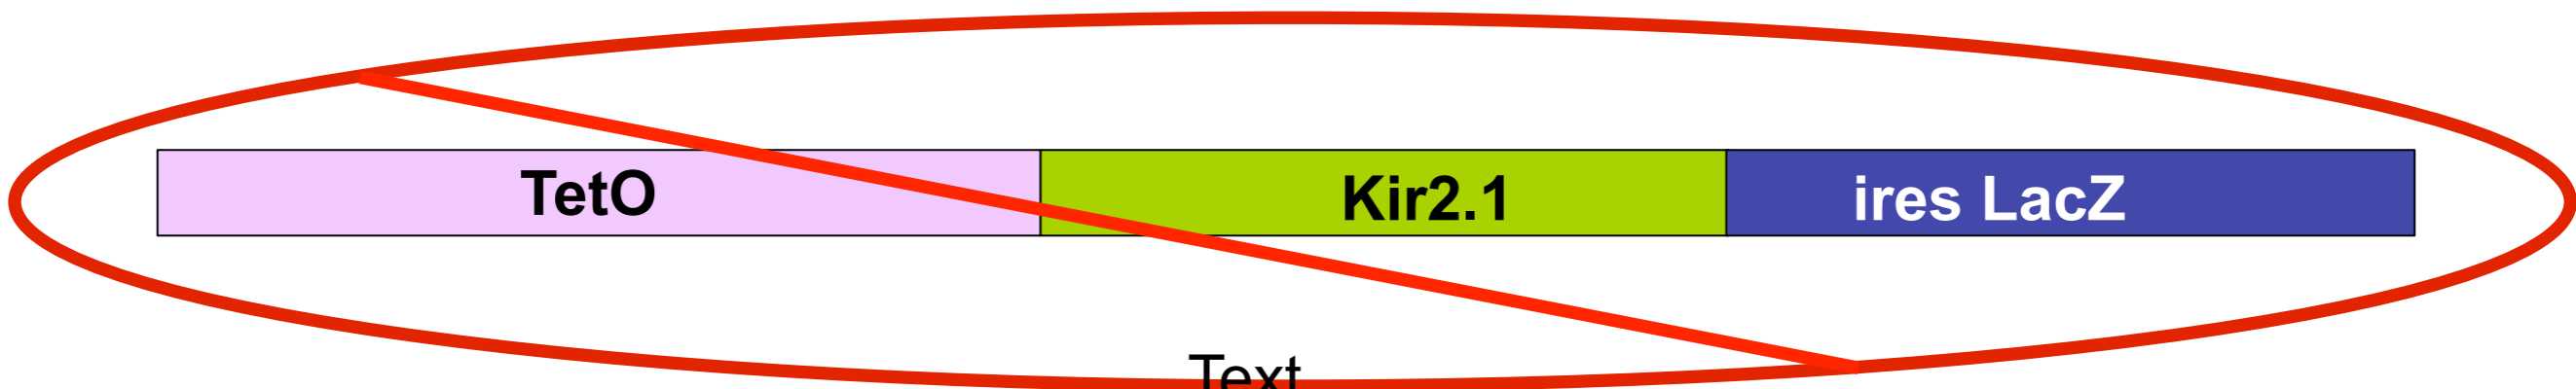 TetO Kir2.1 ires LacZ
Text